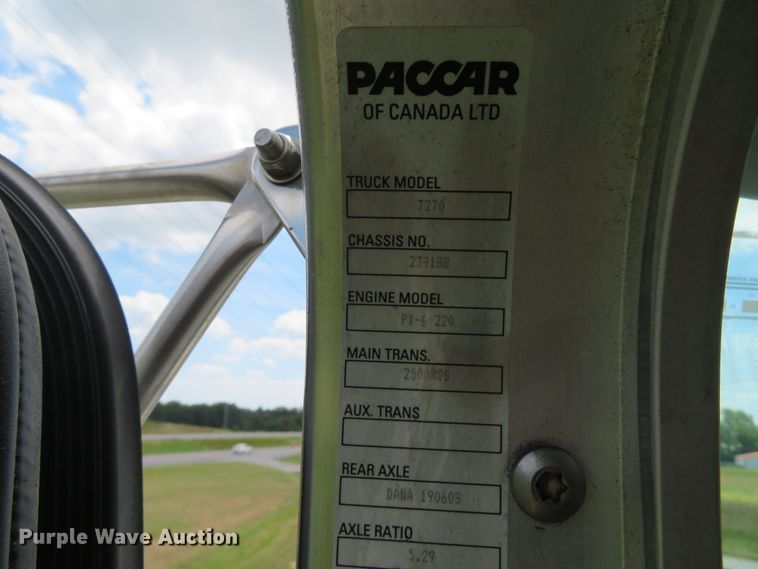 PACCAR
OF CANADA LTD
TRUCK MODEL
T270
CHASSIS NO.
239188
ENGINE MODEL
PX-6 220
MAIN TRANS.
2500RDS
AUX. TRANS
REAR AXLE
DANA 19060S
AXLE RATIO
5.29
Purple Wave Auction